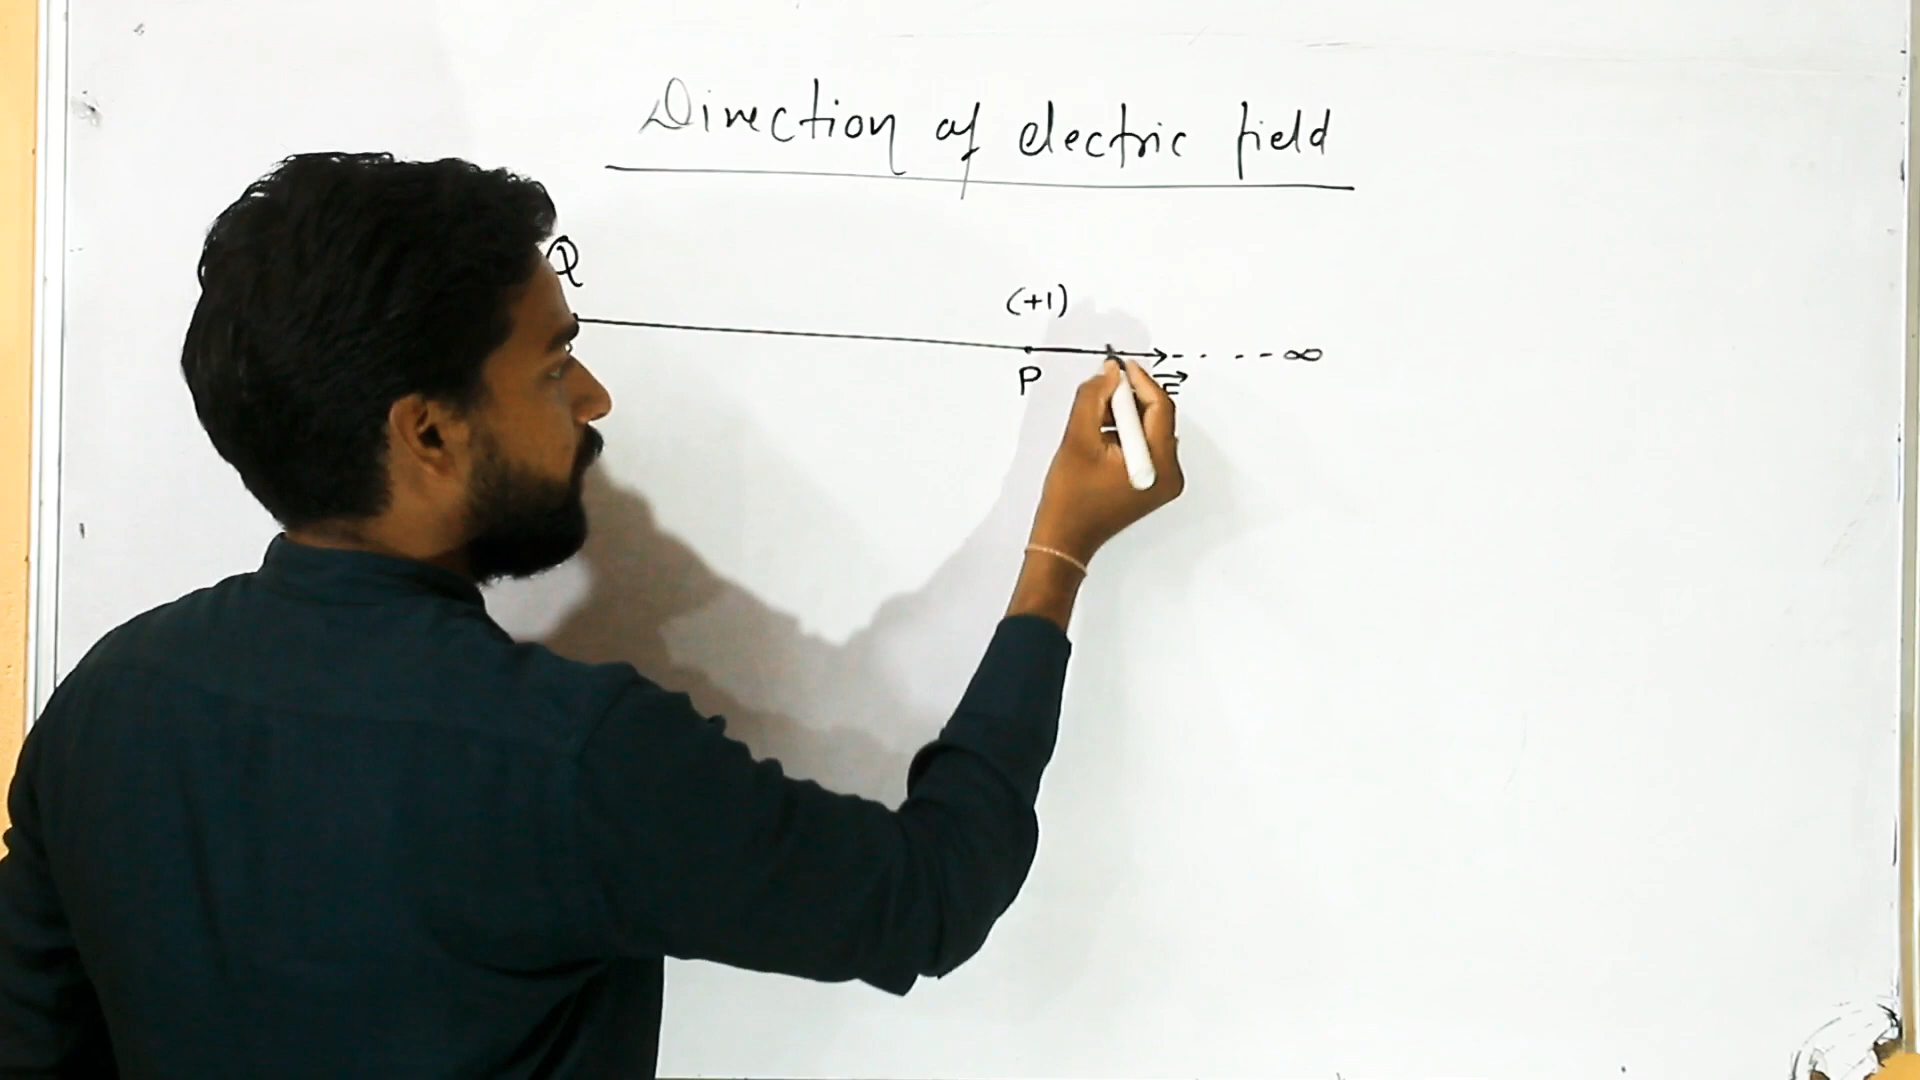 Direction of electric field
Q
(+1)
∞
P
E